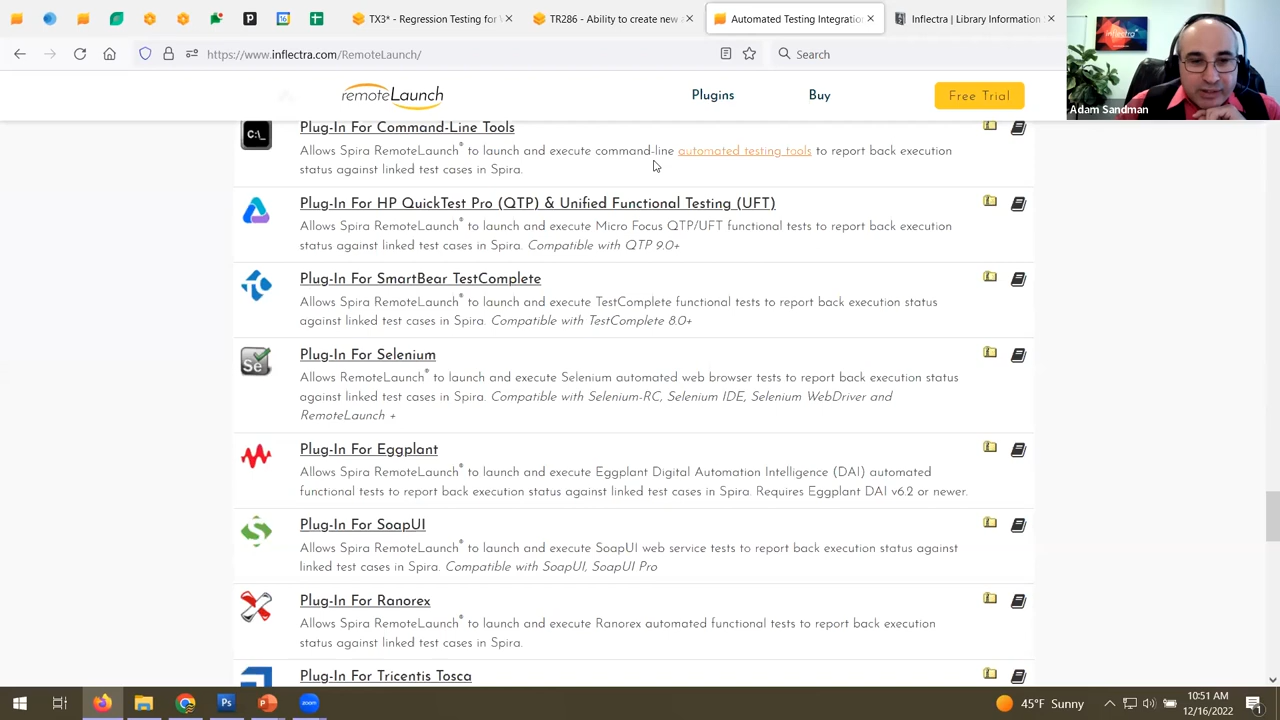 TX3* - Regression Testing for
TR286 - Ability to create new
Automated Testing Integratio
Inflectra | Library Information
https://www.inflectra.com/RemoteLaunch/
Search
inflectra
Adam Sandman
remoteLaunch
Plugins
Buy
Free Trial
C:\_
Plug-In For Command-Line Tools
Allows Spira RemoteLaunch® to launch and execute command-line automated testing tools to report back execution
status against linked test cases in Spira.
Plug-In For HP QuickTest Pro (QTP) & Unified Functional Testing (UFT)
Allows Spira RemoteLaunch® to launch and execute Micro Focus QTP/UFT functional tests to report back execution
status against linked test cases in Spira. Compatible with QTP 9.0+
Plug-In For SmartBear TestComplete
Allows Spira RemoteLaunch® to launch and execute TestComplete functional tests to report back execution status
against linked test cases in Spira. Compatible with TestComplete 8.0+
Se
Plug-In For Selenium
Allows RemoteLaunch® to launch and execute Selenium automated web browser tests to report back execution status
against linked test cases in Spira. Compatible with Selenium-RC, Selenium IDE, Selenium WebDriver and
RemoteLaunch +
Plug-In For Eggplant
Allows Spira RemoteLaunch® to launch and execute Eggplant Digital Automation Intelligence (DAI) automated
functional tests to report back execution status against linked test cases in Spira. Requires Eggplant DAI v6.2 or newer.
Plug-In For SoapUI
Allows Spira RemoteLaunch® to launch and execute SoapUI web service tests to report back execution status against
linked test cases in Spira. Compatible with SoapUI, SoapUI Pro
Plug-In For Ranorex
Allows Spira RemoteLaunch® to launch and execute Ranorex automated functional tests to report back execution
status against linked test cases in Spira.
Plug-In For Tricentis Tosca
Ps
zoom
45°F Sunny
10:51 AM
12/16/2022
1